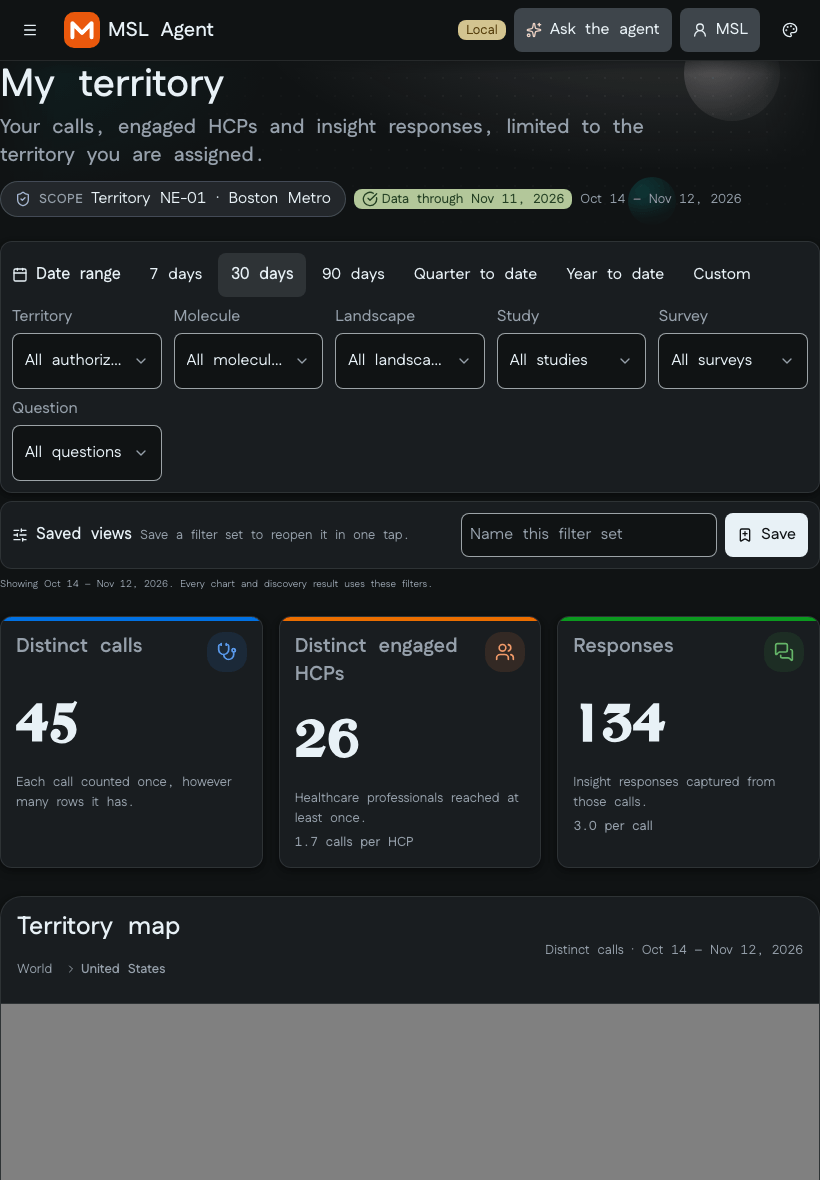 MSL Agent
Local
Ask the agent
MSL
My territory
Your calls, engaged HCPs and insight responses, limited to the
territory you are assigned.
SCOPE Territory NE-01 · Boston Metro
Data through Nov 11, 2026
Oct 14 – Nov 12, 2026
Date range
7 days
30 days
90 days
Quarter to date
Year to date
Custom
Territory
Molecule
Landscape
Study
Survey
All authoriz...
All molecul...
All landsca...
All studies
All surveys
Question
All questions
Saved views Save a filter set to reopen it in one tap.
Name this filter set
Save
Showing Oct 14 – Nov 12, 2026. Every chart and discovery result uses these filters.
Distinct calls
45
Each call counted once, however
many rows it has.
Distinct engaged
HCPs
26
Healthcare professionals reached at
least once.
1.7 calls per HCP
Responses
134
Insight responses captured from
those calls.
3.0 per call
Territory map
World > United States
Distinct calls · Oct 14 – Nov 12, 2026